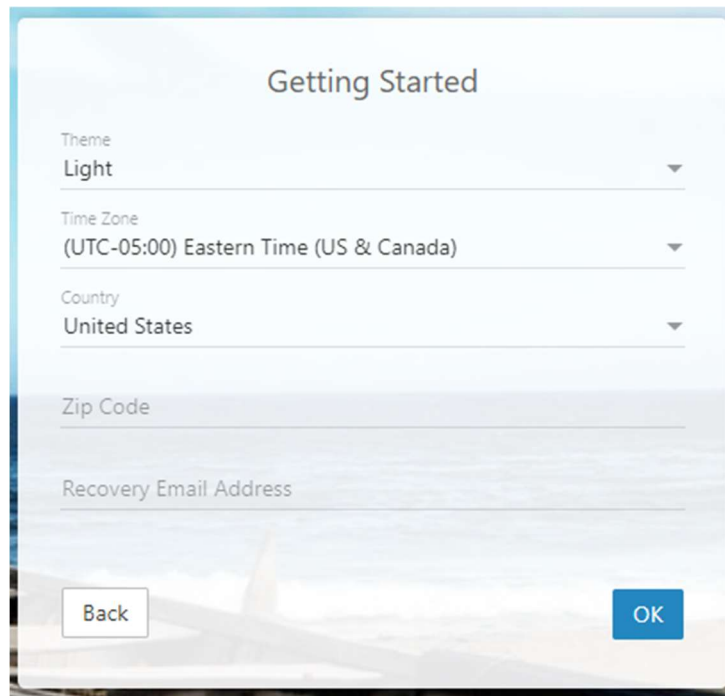 Getting Started
Theme
Light
Time Zone
(UTC-05:00) Eastern Time (US & Canada)
Country
United States
Zip Code
Recovery Email Address
Back OK